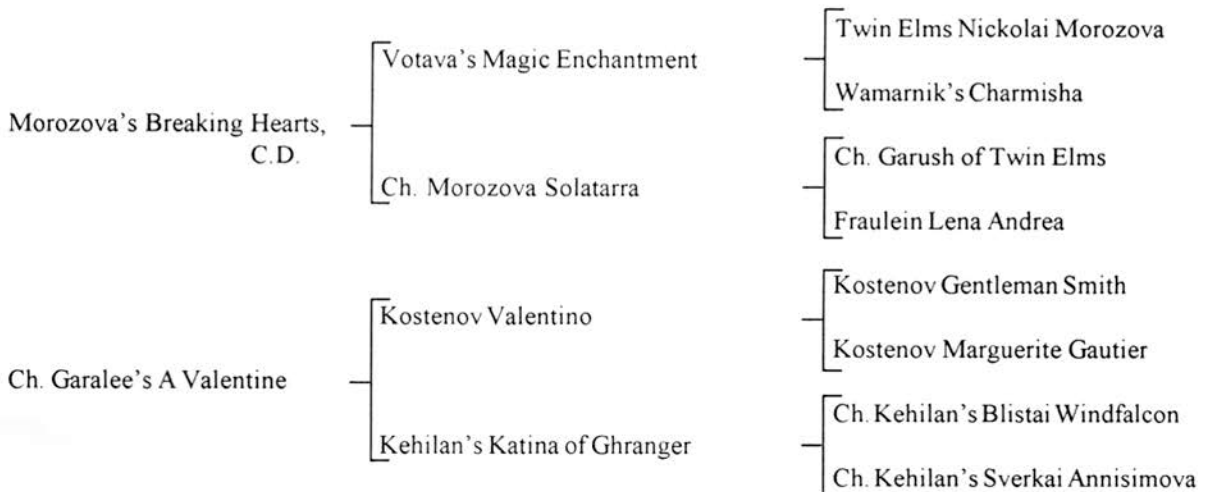 Twin Elms Nickolai Morozova
Votava's Magic Enchantment
Wamarnik's Charmisha
Morozova's Breaking Hearts,
C.D.
Ch. Garush of Twin Elms
Ch. Morozova Solatarra
Fraulein Lena Andrea
Kostenov Gentleman Smith
Kostenov Valentino
Kostenov Marguerite Gautier
Ch. Garalee's A Valentine
Ch. Kehilan's Blistai Windfalcon
Kehilan's Katina of Ghranger
Ch. Kehilan's Sverkai Annisimova